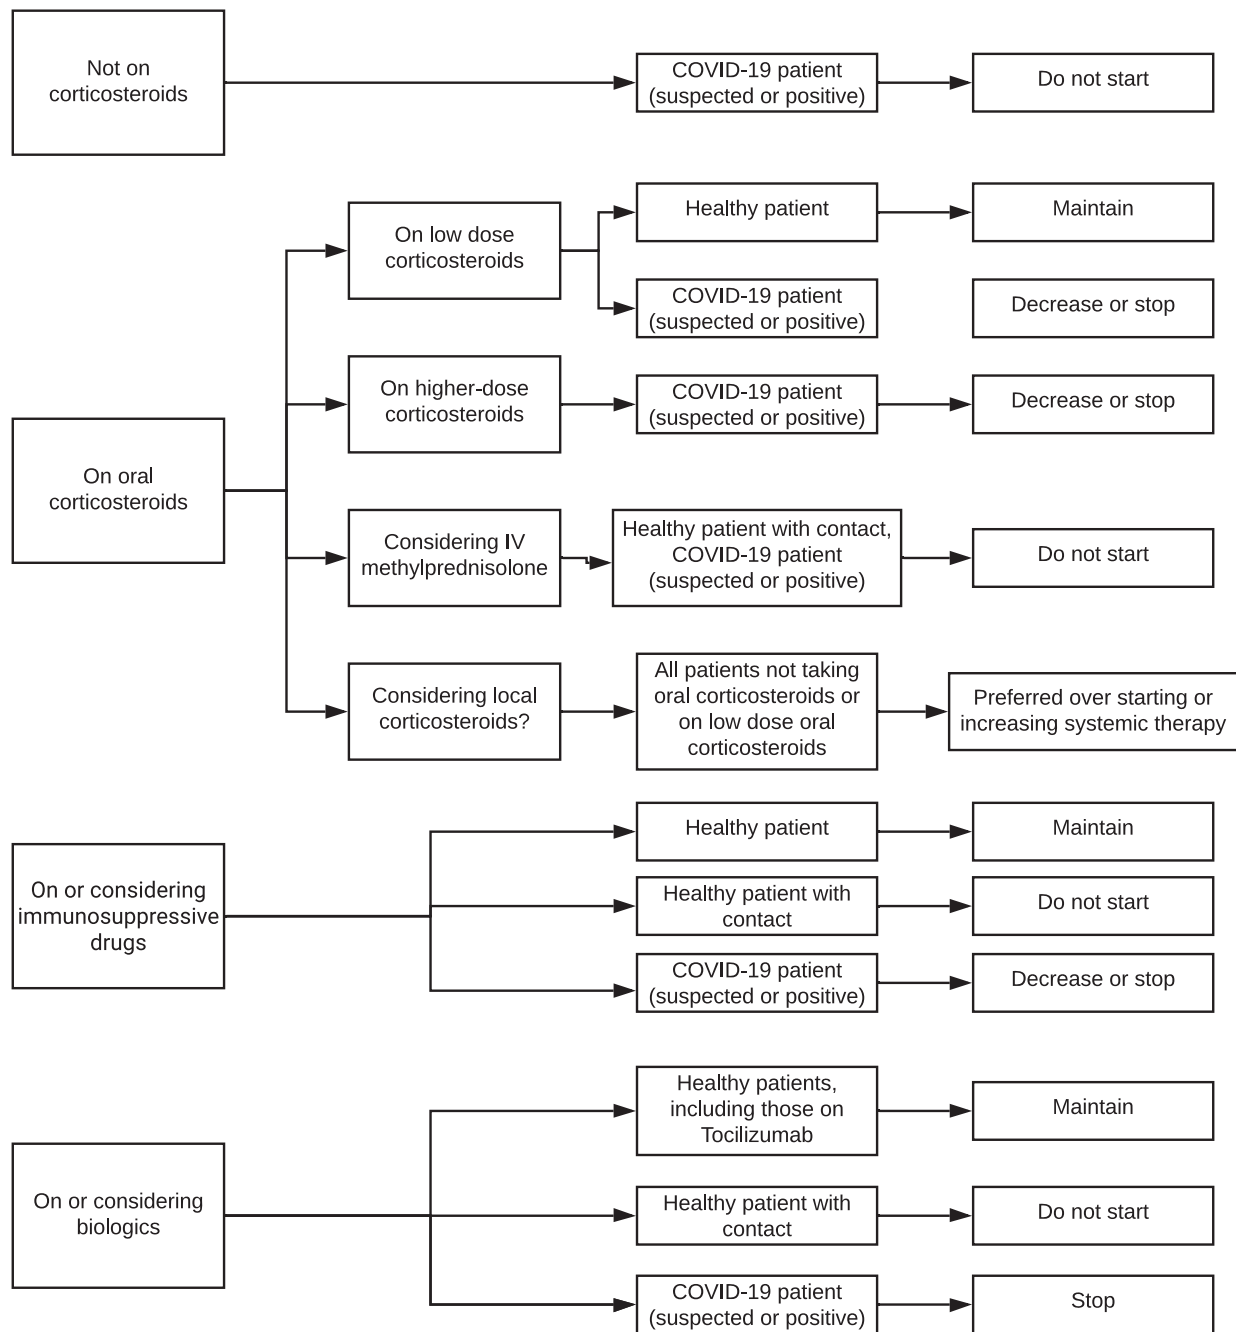 Not on
corticosteroids
COVID-19 patient
(suspected or positive)
Do not start
On oral
corticosteroids
On low dose
corticosteroids
Healthy patient
Maintain
COVID-19 patient
(suspected or positive)
Decrease or stop
On higher-dose
corticosteroids
COVID-19 patient
(suspected or positive)
Decrease or stop
Considering IV
methylprednisolone
Healthy patient with contact,
COVID-19 patient
(suspected or positive)
Do not start
Considering local
corticosteroids?
All patients not taking
oral corticosteroids or
on low dose oral
corticosteroids
Preferred over starting or
increasing systemic therapy
On or considering
immunosuppressive
drugs
Healthy patient
Maintain
Healthy patient with
contact
Do not start
COVID-19 patient
(suspected or positive)
Decrease or stop
On or considering
biologics
Healthy patients,
including those on
Tocilizumab
Maintain
Healthy patient with
contact
Do not start
COVID-19 patient
(suspected or positive)
Stop